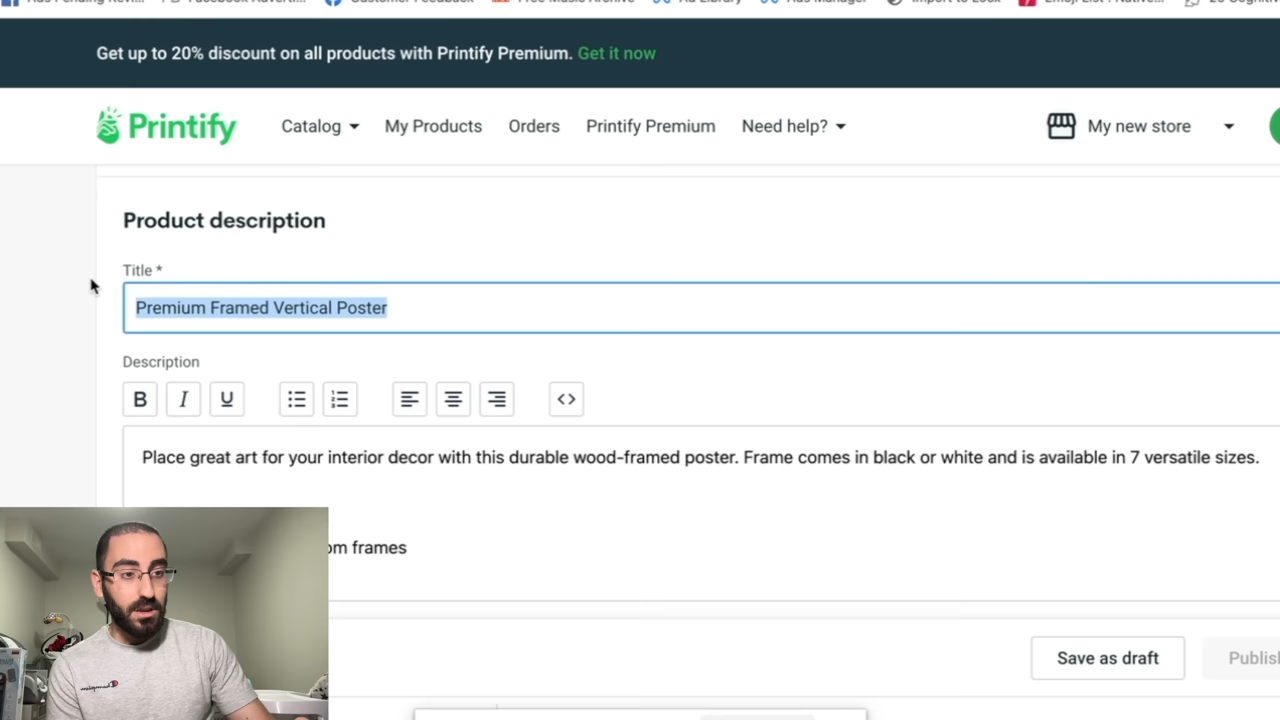 Get up to 20% discount on all products with Printify Premium. Get it now
Printify Catalog My Products Orders Printify Premium Need help? My new store
Product description
Title *
Premium Framed Vertical Poster
Description
B I U
Place great art for your interior decor with this durable wood-framed poster. Frame comes in black or white and is available in 7 versatile sizes.
frames
Save as draft